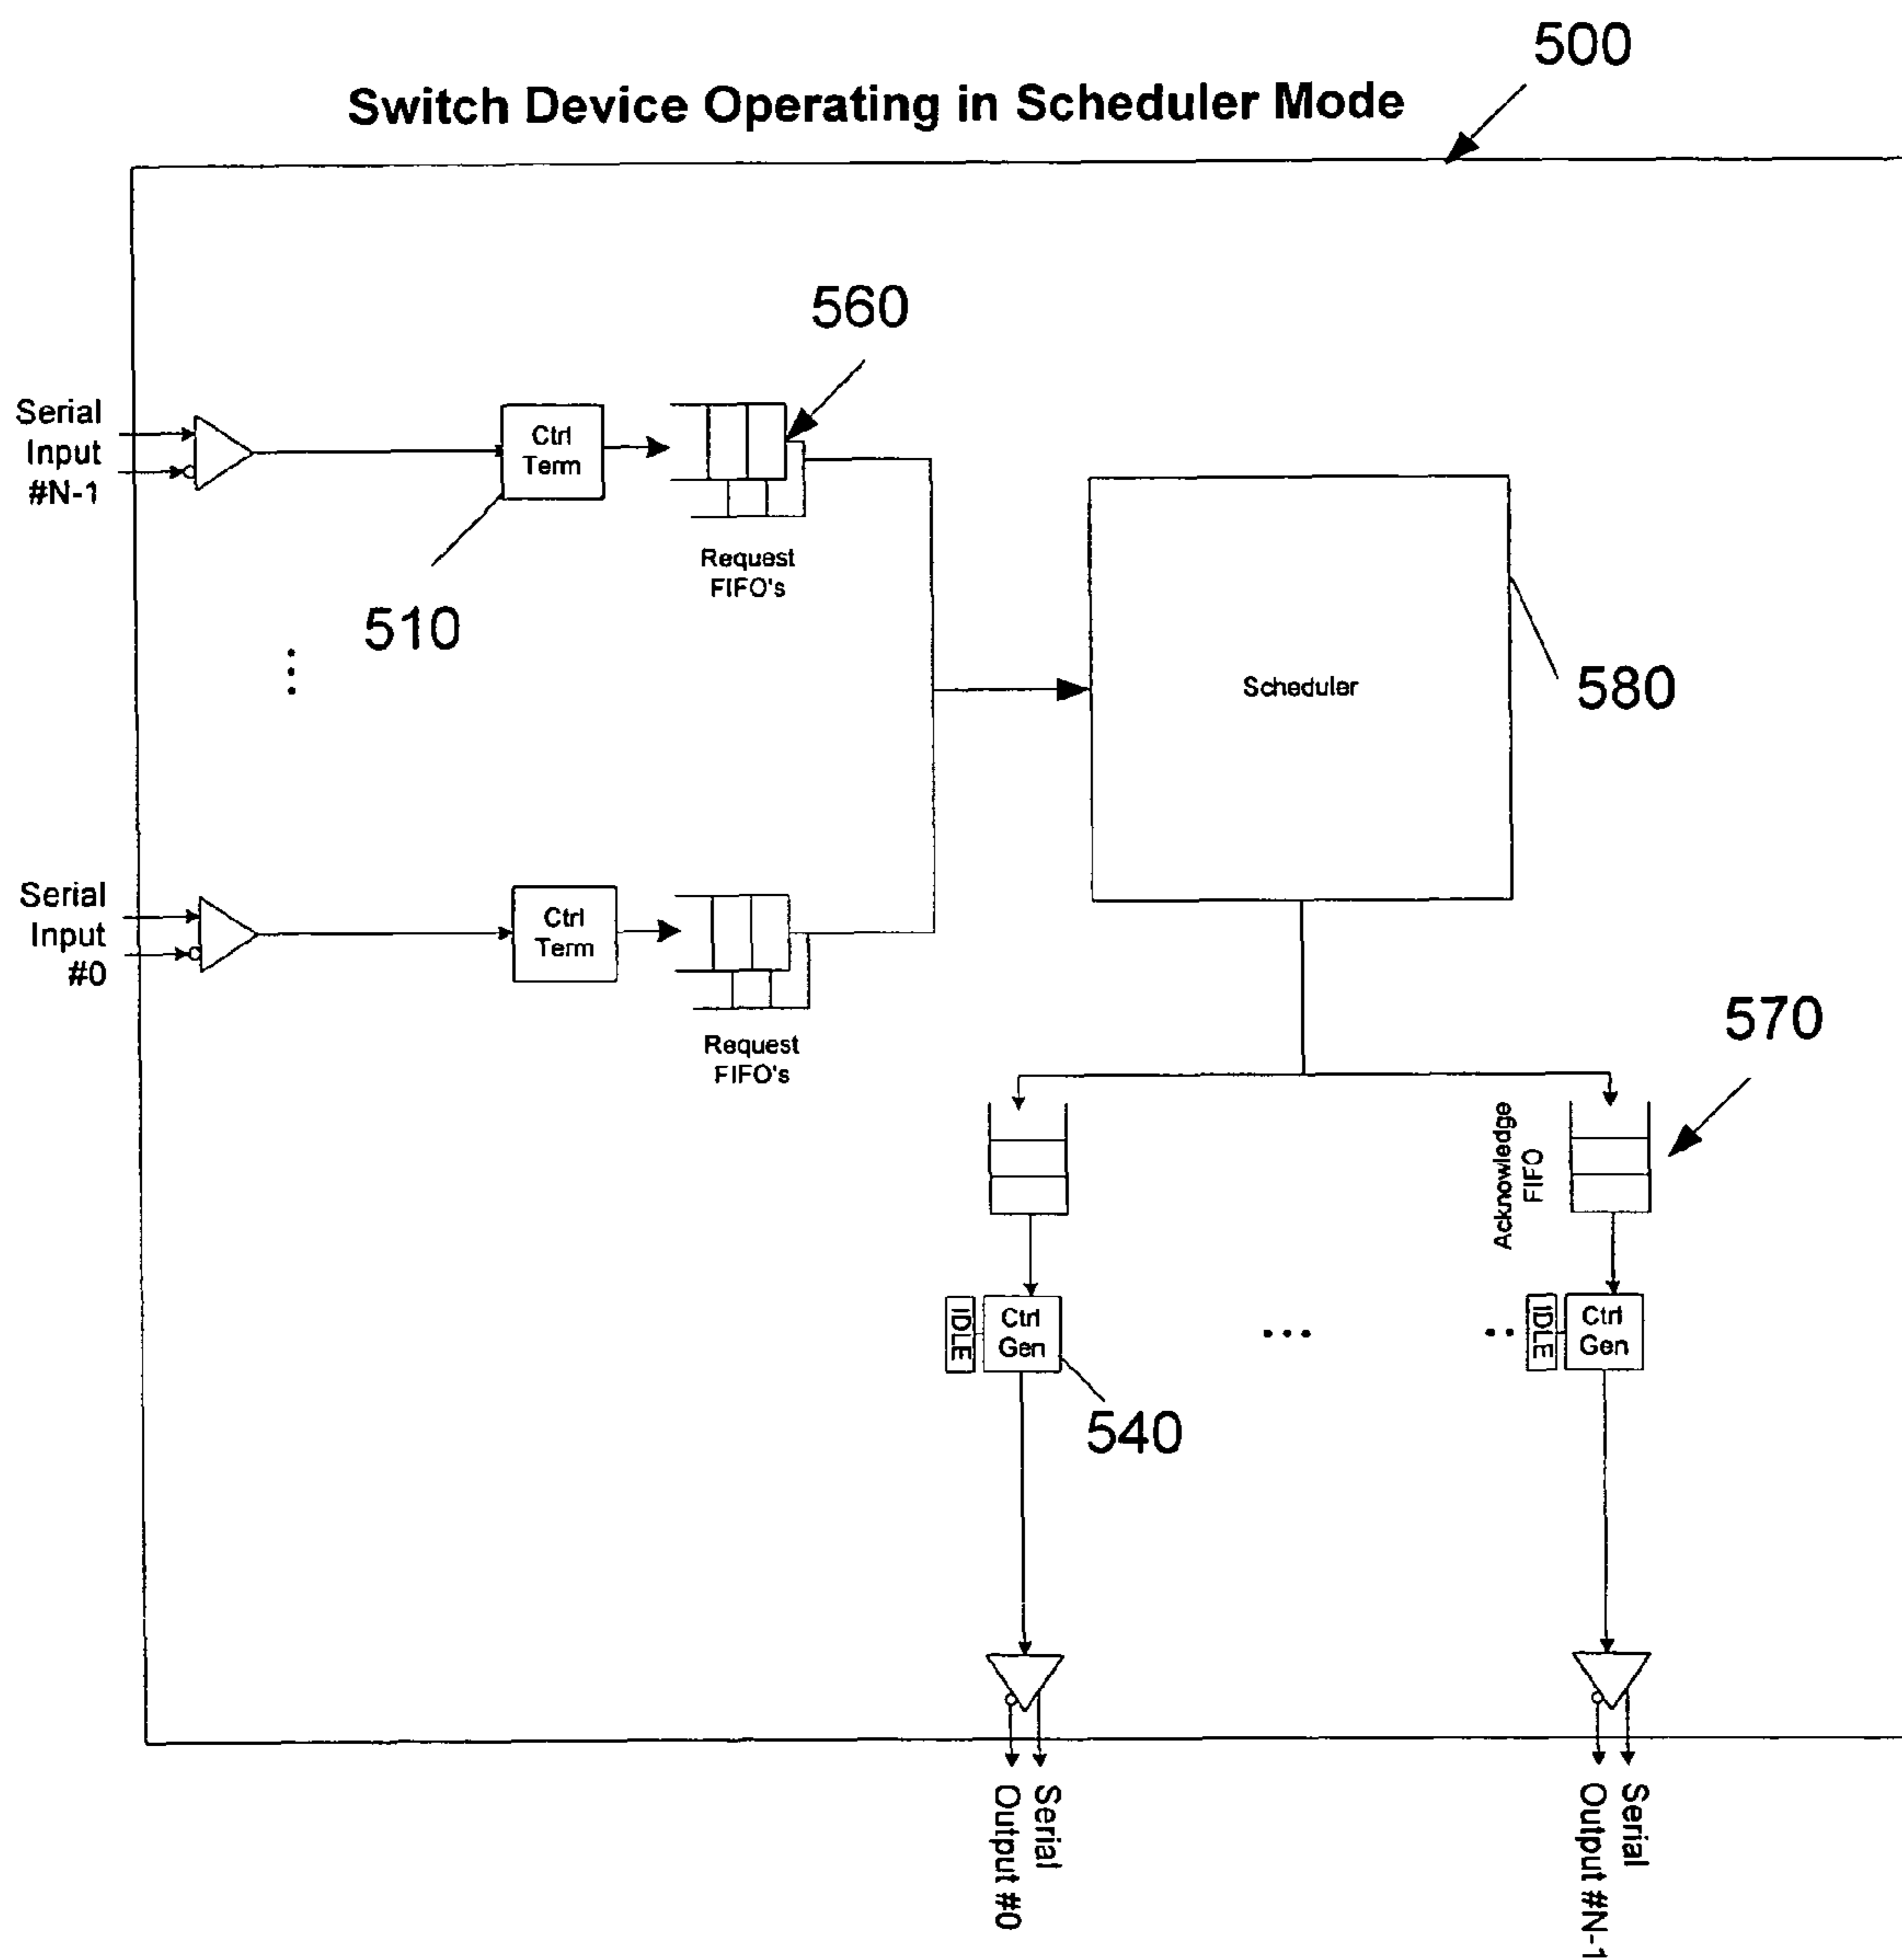 500
Switch Device Operating in Scheduler Mode
560
Serial
Input
#N-1
Ctrl
Term
Request
FIFO's
510
Scheduler
580
Serial
Input
#0
Ctrl
Term
Request
FIFO's
570
Acknowledge
FIFO
IDLE
Ctrl
Gen
IDLE
Ctrl
Gen
540
Serial
Output #0
Serial
Output #N-1